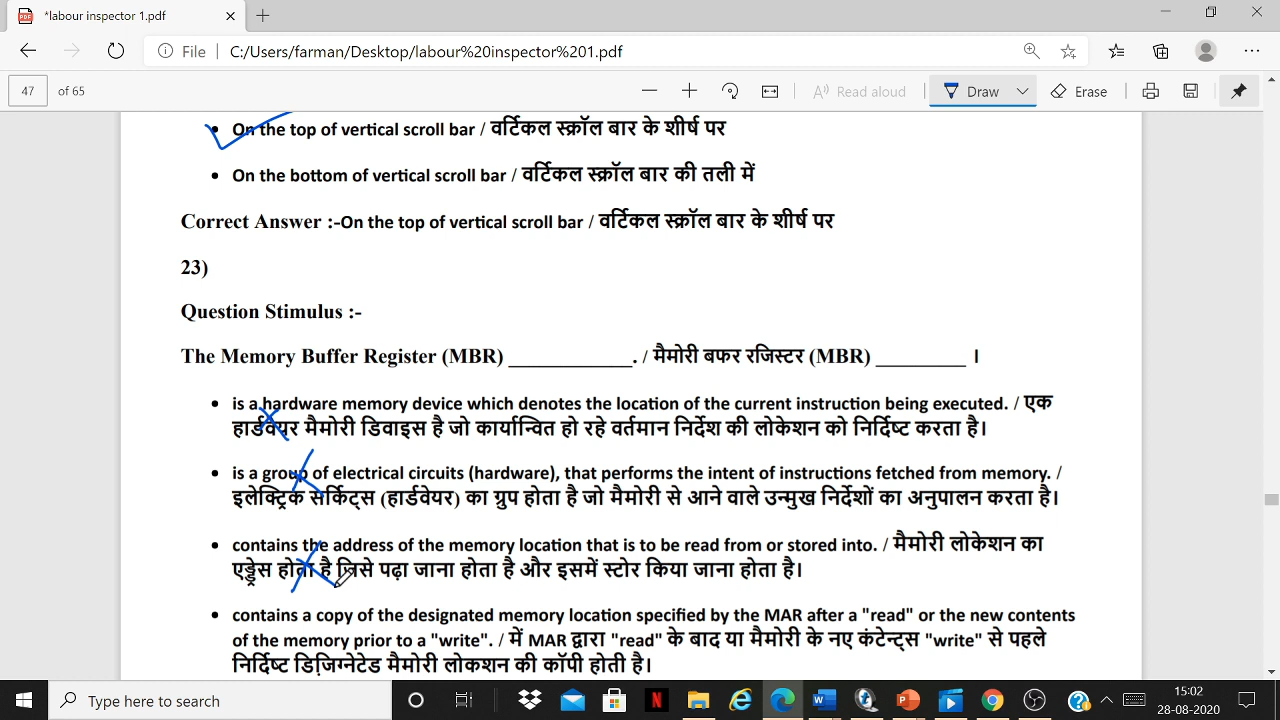 *labour inspector 1.pdf
File
C:/Users/farman/Desktop/labour%20inspector%201.pdf
47 of 65
Read aloud
Draw
Erase
On the top of vertical scroll bar / वर्टिकल स्क्रॉल बार के शीर्ष पर
On the bottom of vertical scroll bar / वर्टिकल स्क्रॉल बार की तली में
Correct Answer :-On the top of vertical scroll bar / वर्टिकल स्क्रॉल बार के शीर्ष पर
23)
Question Stimulus :-
The Memory Buffer Register (MBR) _____________. / मैमोरी बफर रजिस्टर (MBR) __________ ।
is a hardware memory device which denotes the location of the current instruction being executed. / एक
हार्डवेयर मैमोरी डिवाइस है जो कार्यान्वित हो रहे वर्तमान निर्देश की लोकेशन को निर्दिष्ट करता है।
is a group of electrical circuits (hardware), that performs the intent of instructions fetched from memory. /
इलेक्ट्रिक सर्किट्स (हार्डवेयर) का ग्रुप होता है जो मैमोरी से आने वाले उन्मुख निर्देशों का अनुपालन करता है।
contains the address of the memory location that is to be read from or stored into. / मैमोरी लोकेशन का
एड्रेस होता है जिसे पढ़ा जाना होता है और इसमें स्टोर किया जाना होता है।
contains a copy of the designated memory location specified by the MAR after a "read" or the new contents
of the memory prior to a "write". / में MAR द्वारा "read" के बाद या मैमोरी के नए कंटेन्ट्स "write" से पहले
निर्दिष्ट डिज़िग्नेटेड मैमोरी लोकशन की कॉपी होती है।
Type here to search
15:02
28-08-2020